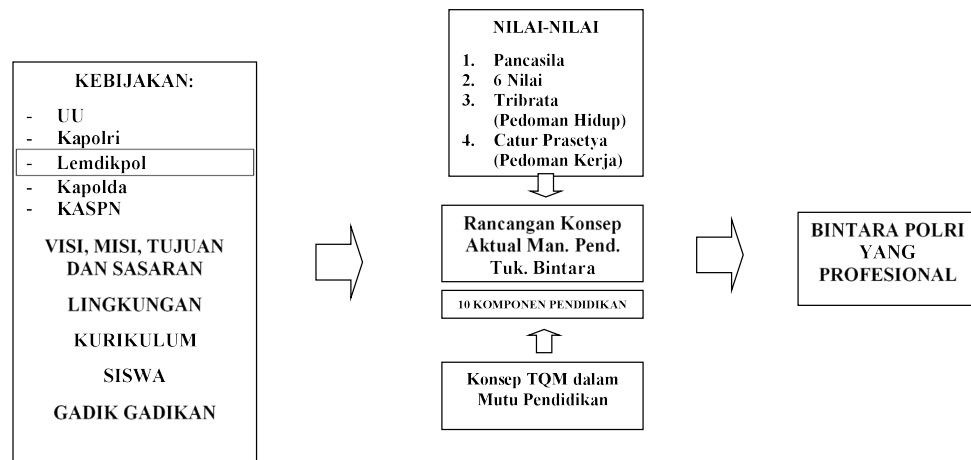 KEBIJAKAN:
- UU
- Kapolri
- Lemdikpol
- Kapolda
- KASPN
VISI, MISI, TUJUAN
DAN SASARAN
LINGKUNGAN
KURIKULUM
SISWA
GADIK GADIKAN
NILAI-NILAI
1. Pancasila
2. 6 Nilai
3. Tribrata
(Pedoman Hidup)
4. Catur Prasetya
(Pedoman Kerja)
Rancangan Konsep
Aktual Man. Pend.
Tuk. Bintara
10 KOMPONEN PENDIDIKAN
Konsep TQM dalam
Mutu Pendidikan
BINTARA POLRI
YANG
PROFESIONAL